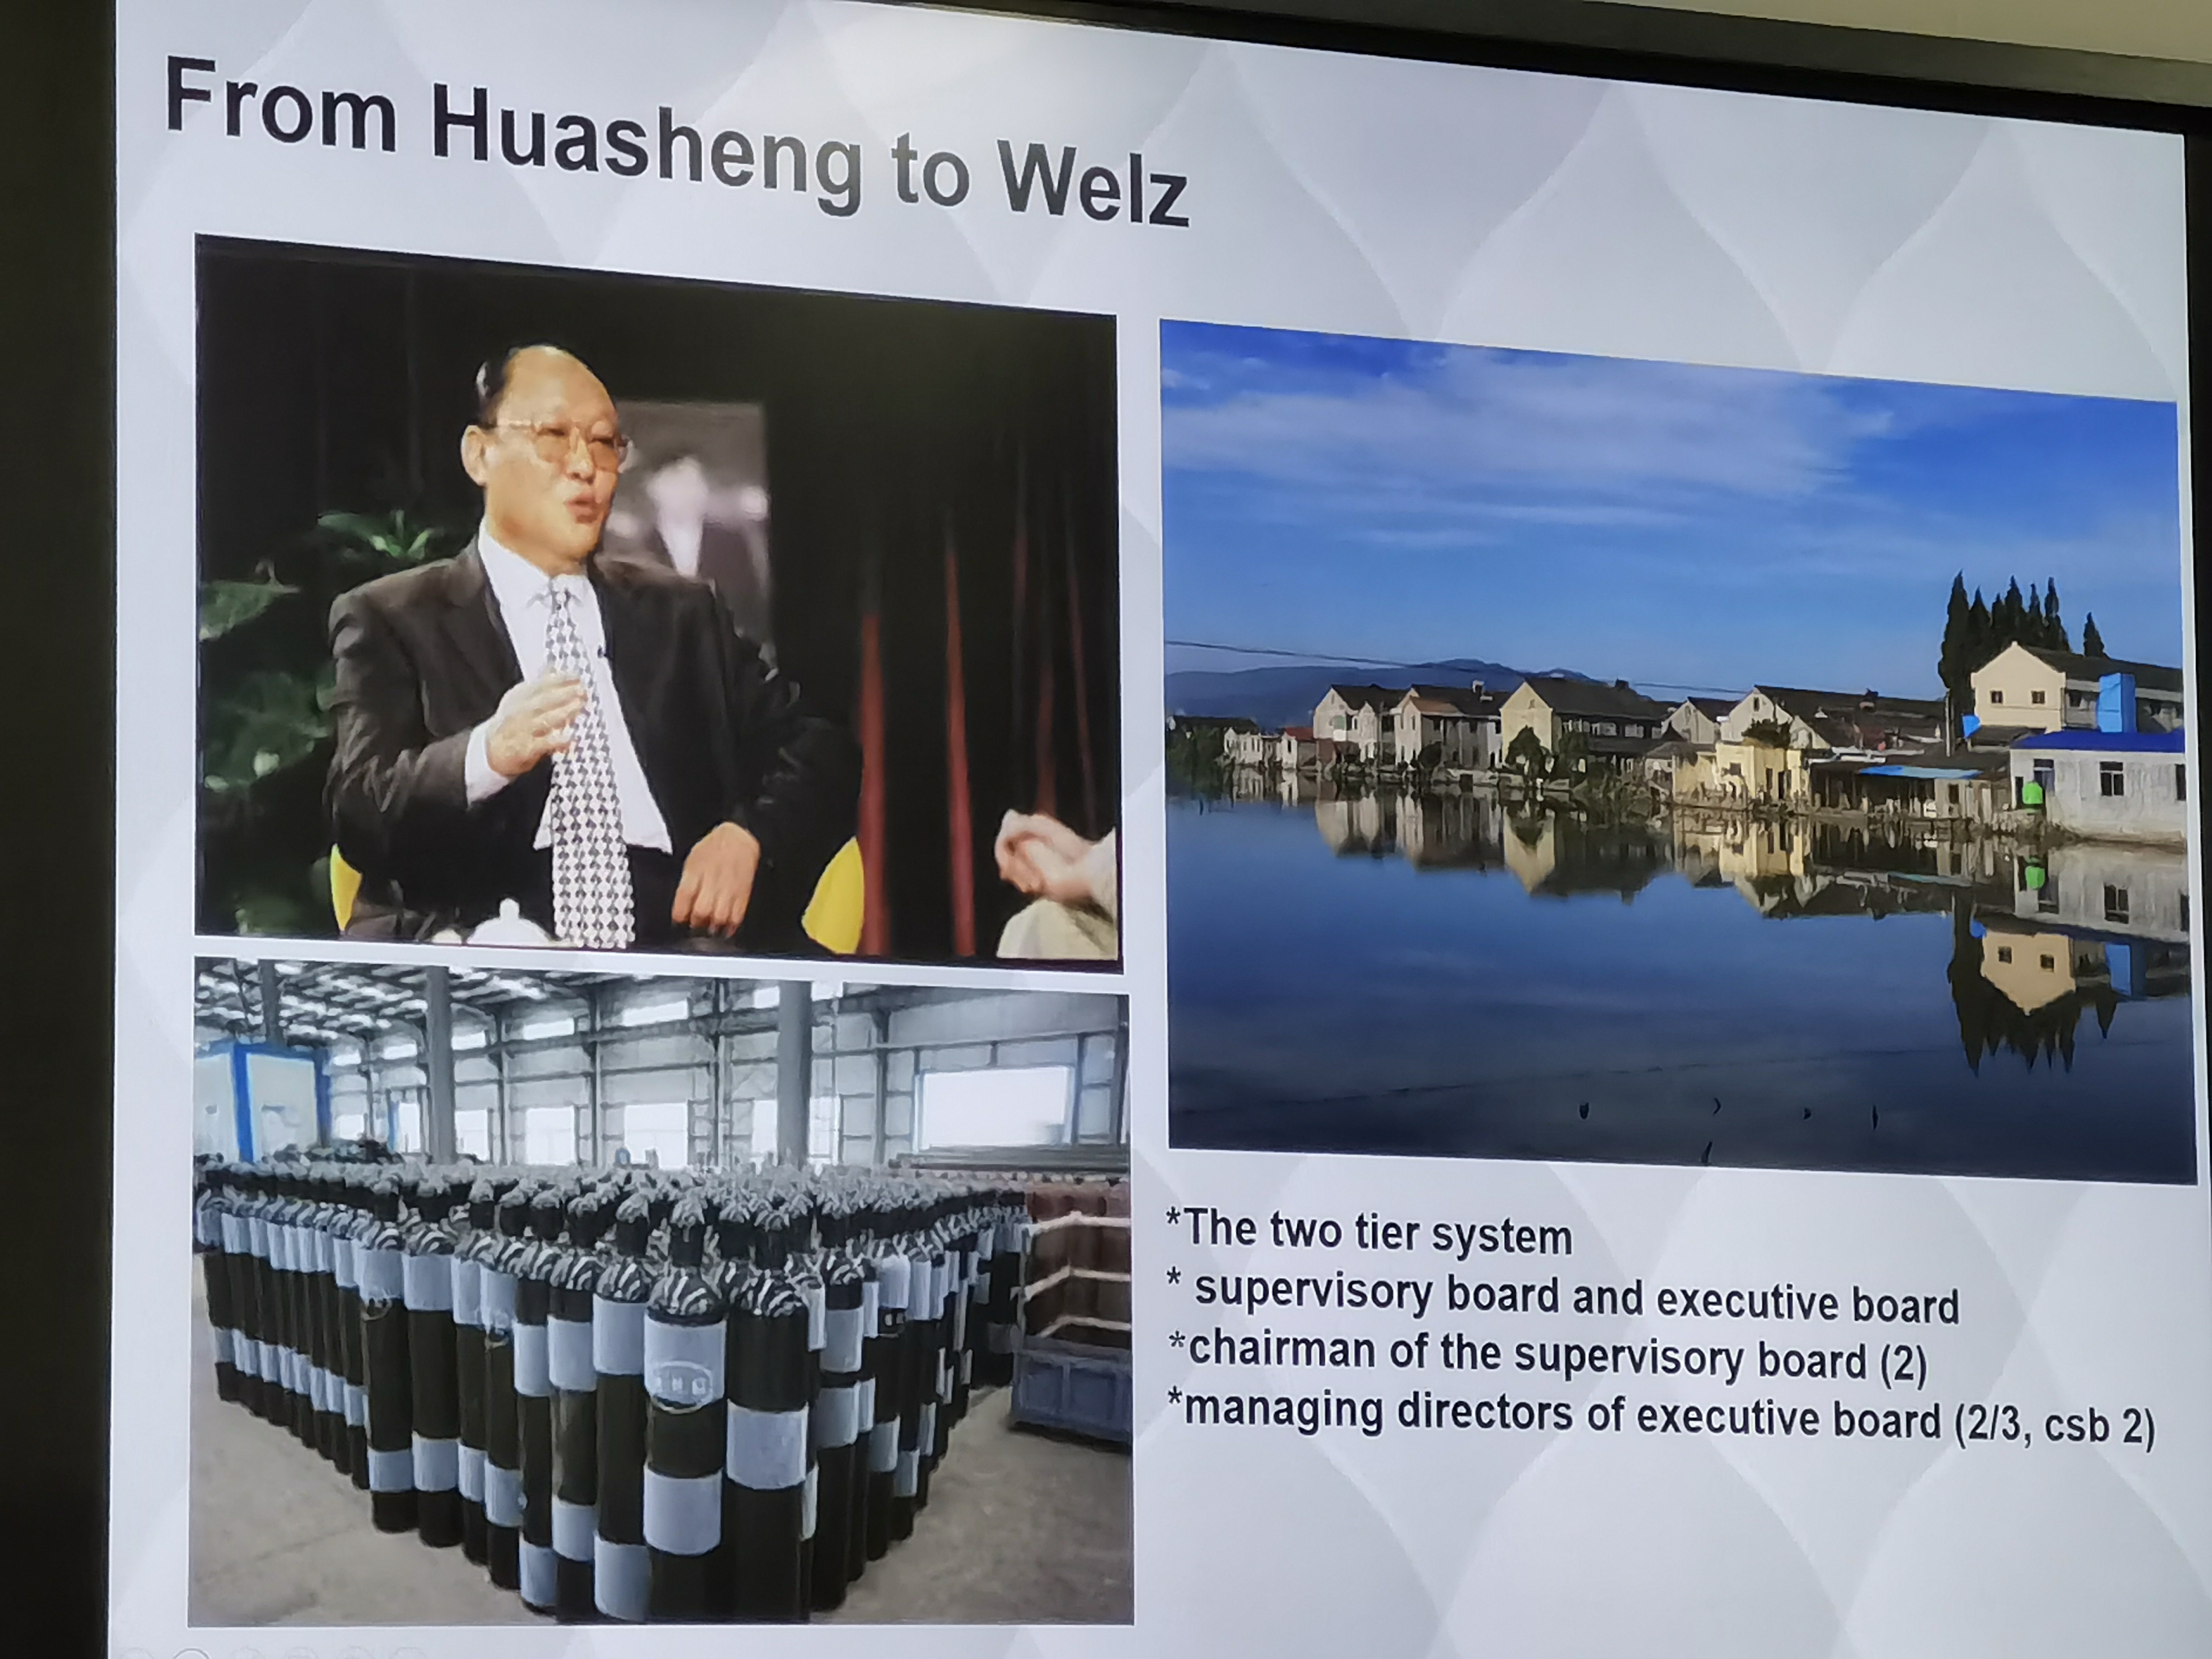 From Huasheng to Welz
*The two tier system
* supervisory board and executive board
*chairman of the supervisory board (2)
*managing directors of executive board (2/3, csb 2)